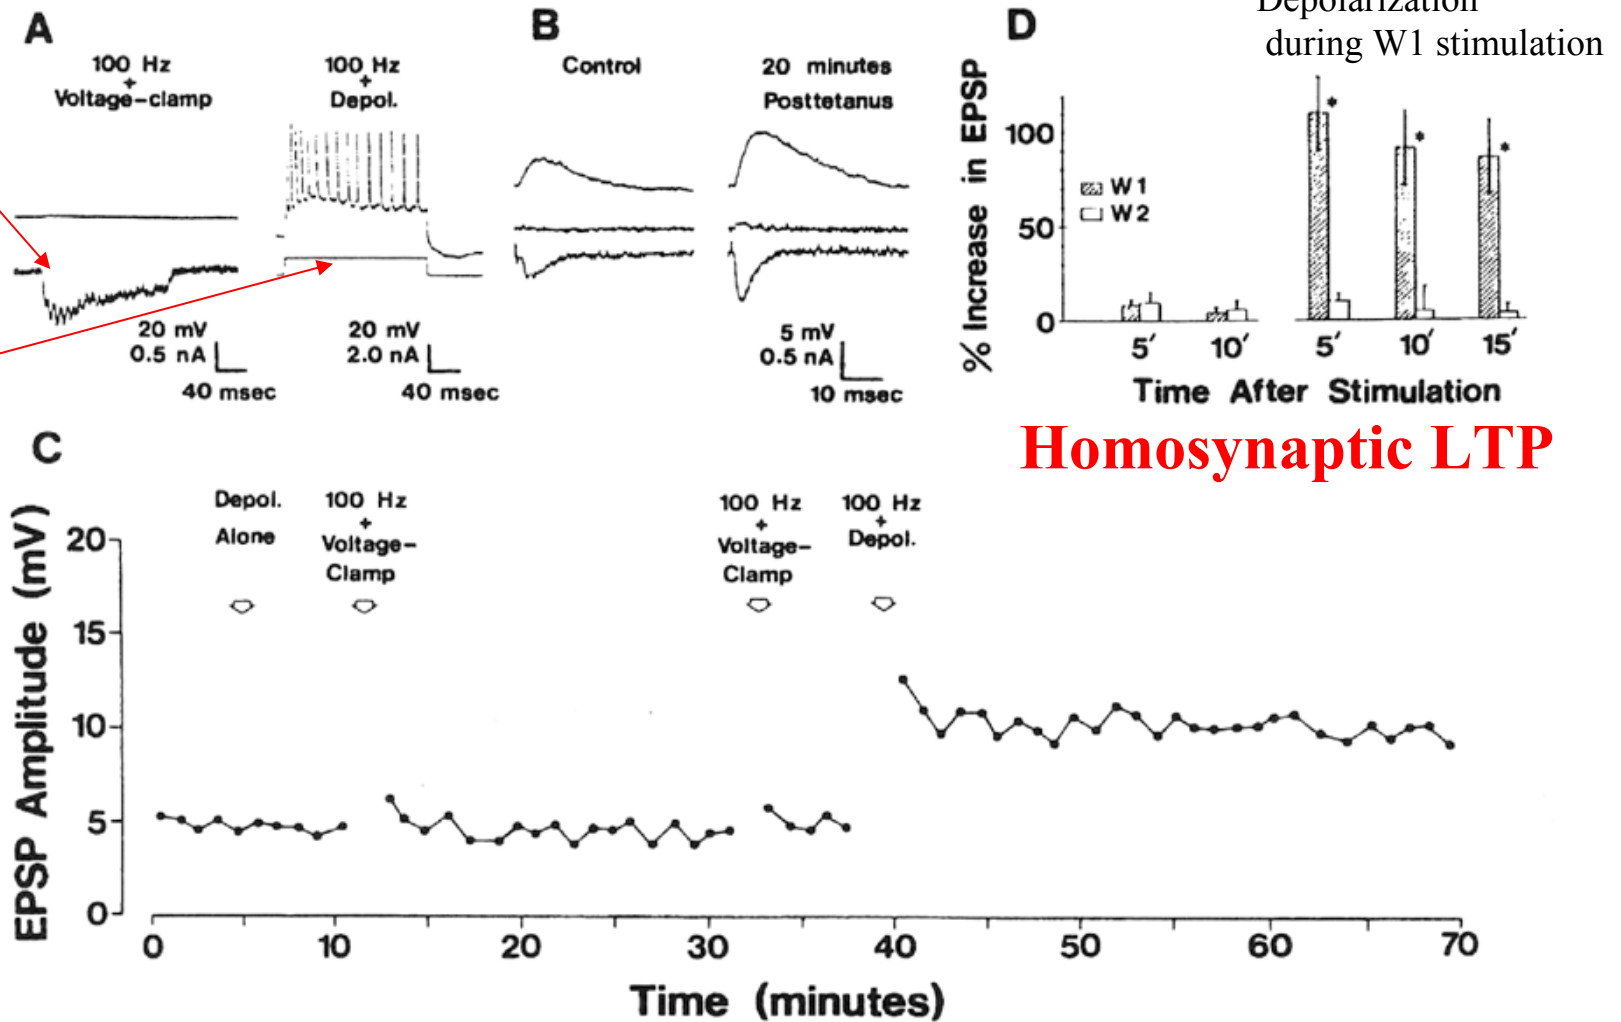 A
100 Hz
+
Voltage-clamp
100 Hz
+
Depol.
20 mV
0.5 nA
40 msec
20 mV
2.0 nA
40 msec
B
Control
20 minutes
Posttetanus
5 mV
0.5 nA
10 msec
D
Depolarization
during W1 stimulation
% Increase in EPSP
100
50
0
W1
W2
*
*
*
5′
10′
5′
10′
15′
Time After Stimulation
Homosynaptic LTP
C
Depol.
Alone
100 Hz
+
Voltage-
Clamp
100 Hz
+
Voltage-
Clamp
100 Hz
+
Depol.
EPSP Amplitude (mV)
20
15
10
5
0
0
10
20
30
40
50
60
70
Time (minutes)